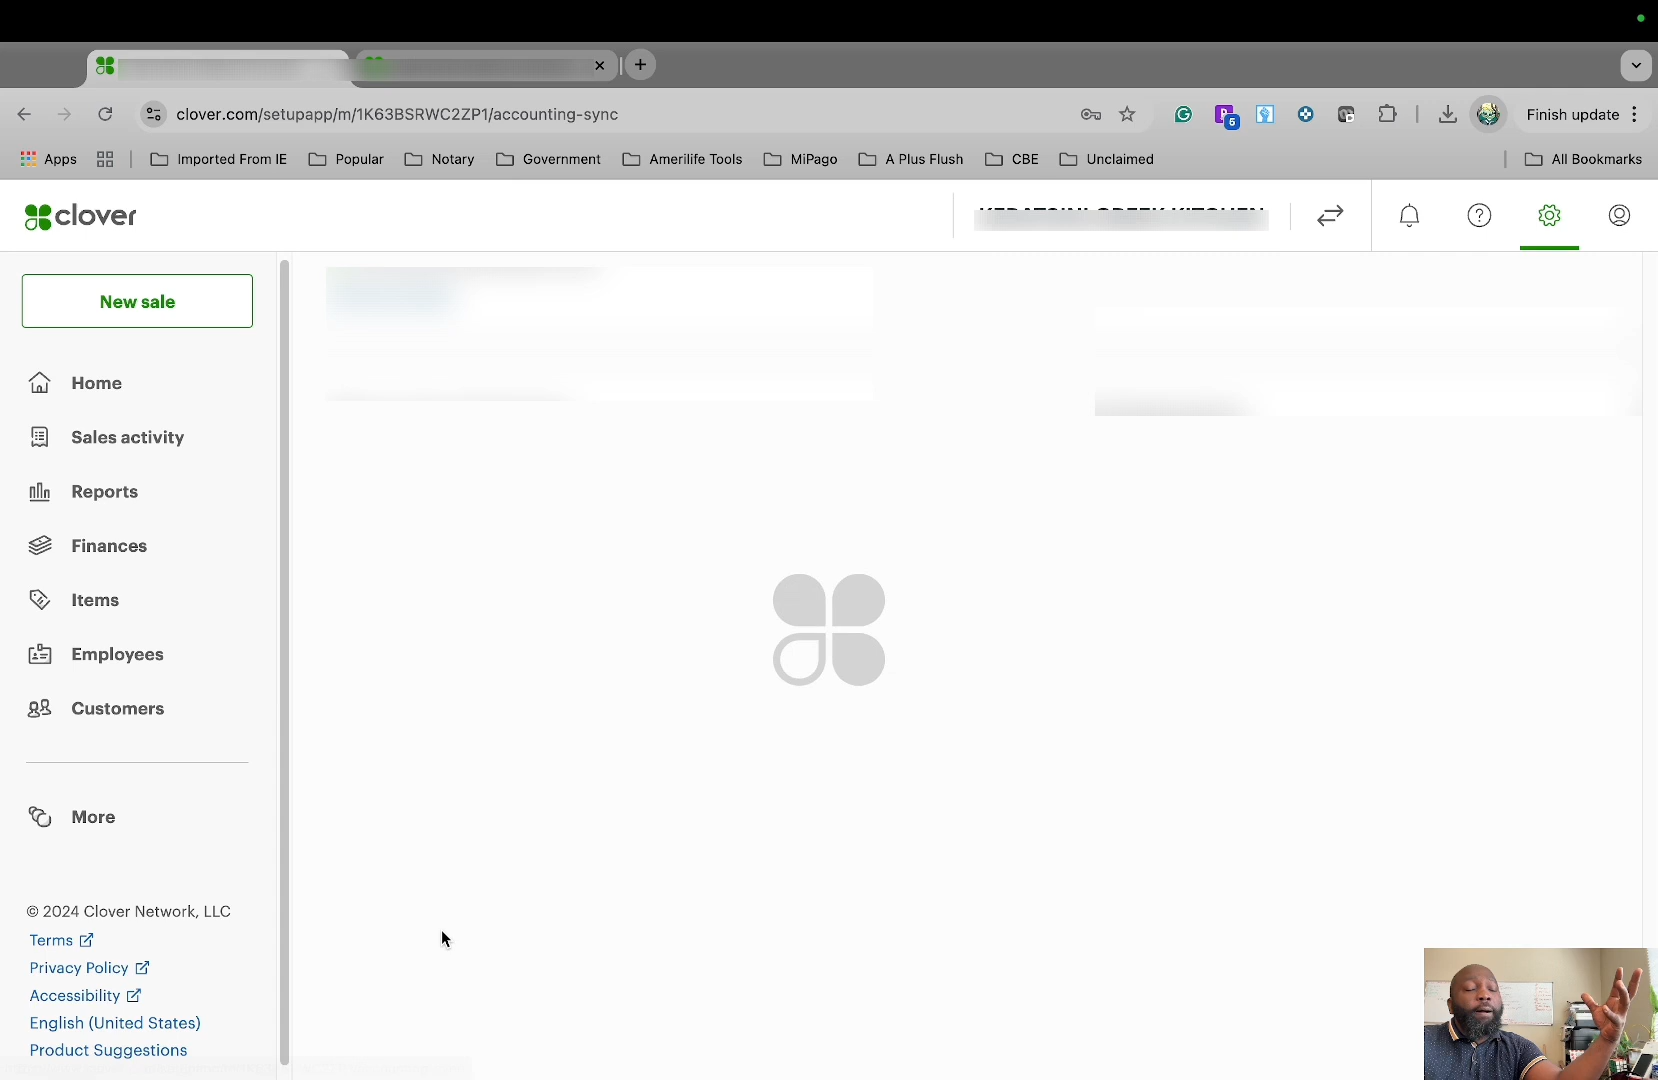 clover.com/setupapp/m/1K63BSRWC2ZP1/accounting-sync
6
Finish update
Apps
Imported From IE
Popular
Notary
Government
Amerilife Tools
MiPago
A Plus Flush
CBE
Unclaimed
All Bookmarks
clover
New sale
Home
Sales activity
Reports
Finances
Items
Employees
Customers
More
© 2024 Clover Network, LLC
Terms
Privacy Policy
Accessibility
English (United States)
Product Suggestions